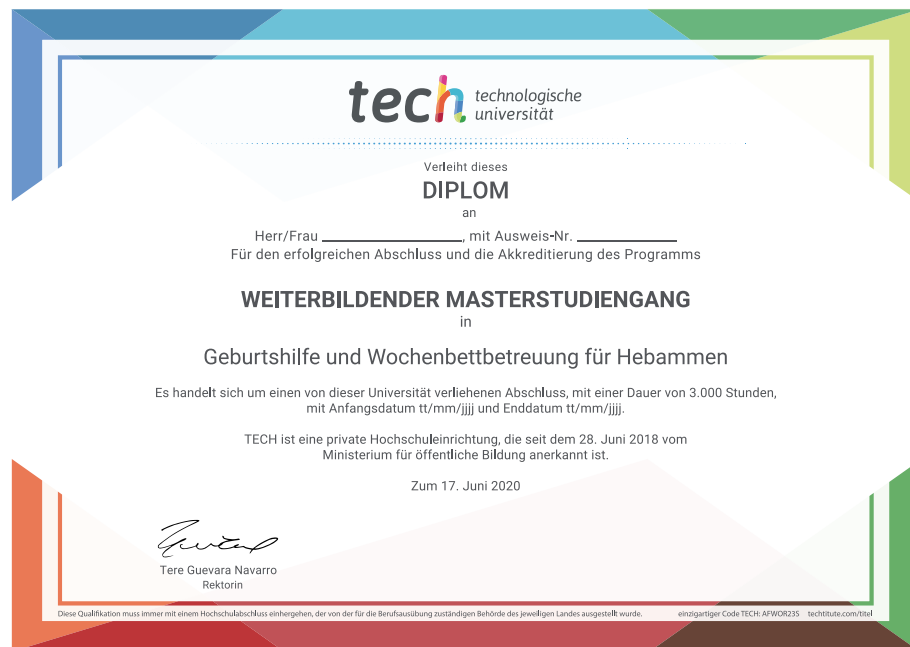 tech technologische
universität
Verleiht dieses
DIPLOM
an
Herr/Frau ____________, mit Ausweis-Nr. ____________
Für den erfolgreichen Abschluss und die Akkreditierung des Programms
WEITERBILDENDER MASTERSTUDIENGANG
in
Geburtshilfe und Wochenbettbetreuung für Hebammen
Es handelt sich um einen von dieser Universität verliehenen Abschluss, mit einer Dauer von 3.000 Stunden,
mit Anfangsdatum tt/mm/jjjj und Enddatum tt/mm/jjjj.
TECH ist eine private Hochschuleinrichtung, die seit dem 28. Juni 2018 vom
Ministerium für öffentliche Bildung anerkannt ist.
Zum 17. Juni 2020
Tere Guevara Navarro
Rektorin
Diese Qualifikation muss immer mit einem Hochschulabschluss einhergehen, der von der für die Berufsausübung zuständigen Behörde des jeweiligen Landes ausgestellt wurde. einzigartiger Code TECH: AFWOR23S techtitute.com/titel